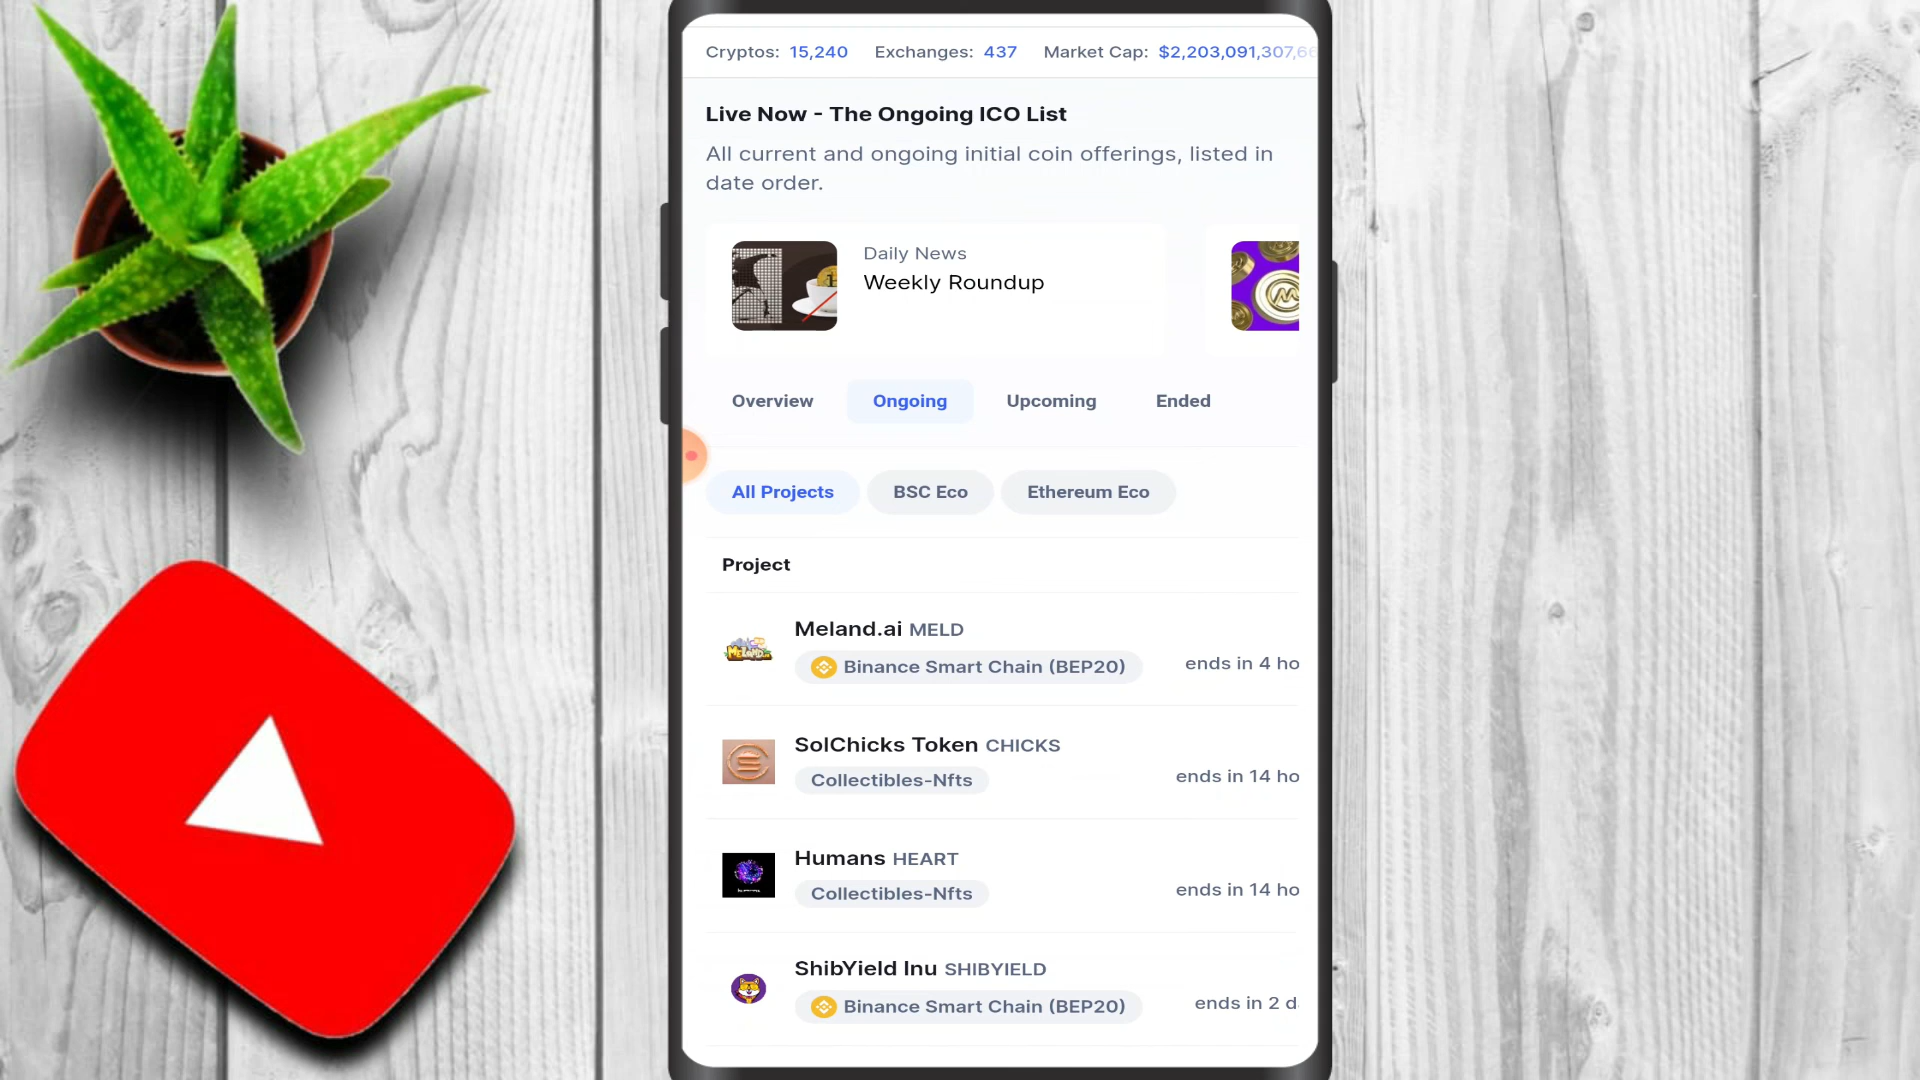 Cryptos: 15,240 Exchanges: 437 Market Cap: $2,203,091,307,66
Live Now - The Ongoing ICO List
All current and ongoing initial coin offerings, listed in
date order.
Daily News
Weekly Roundup
Overview Ongoing Upcoming Ended
All Projects BSC Eco Ethereum Eco
Project
Meland.ai MELD
Binance Smart Chain (BEP20) ends in 4 ho
SolChicks Token CHICKS
Collectibles-Nfts ends in 14 ho
Humans HEART
Collectibles-Nfts ends in 14 ho
ShibYield Inu SHIBYIELD
Binance Smart Chain (BEP20) ends in 2 d